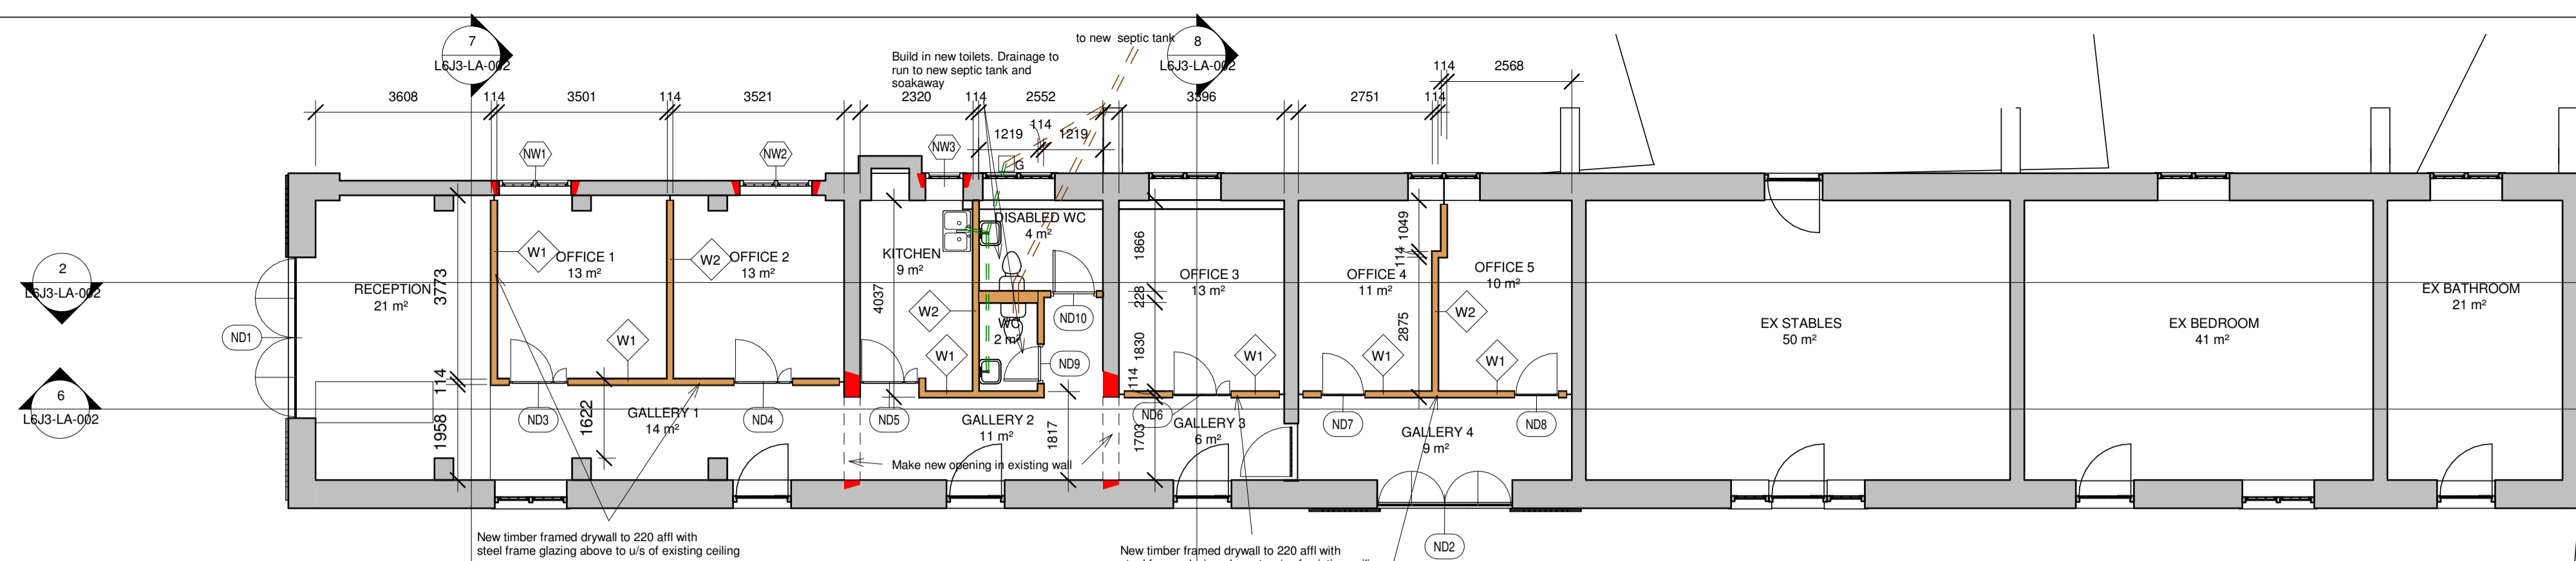 7
L6J3-LA-002
8
L6J3-LA-002
to new septic tank
Build in new toilets. Drainage to
run to new septic tank and
soakaway
114
2568
3608
114
3501
114
3521
2320
114
2552
3396
2751
114
1219
114
1219
NW1
NW2
NW3
G
2
L6J3-LA-002
6
L6J3-LA-002
ND1
RECEPTION
21 m²
37773
114
1958
W1
OFFICE 1
13 m²
W1
W2
OFFICE 2
13 m²
KITCHEN
9 m²
4037
W2
W1
DISABLED WC
4 m²
WC
2 m²
ND10
ND9
1866
228
1830
114
1703
OFFICE 3
13 m²
W1
OFFICE 4
11 m²
W1
1049
114
2875
OFFICE 5
10 m²
W2
W1
EX STABLES
50 m²
EX BEDROOM
41 m²
EX BATHROOM
21 m²
ND3
1622
GALLERY 1
14 m²
ND4
ND5
GALLERY 2
11 m²
1817
ND6
GALLERY 3
6 m²
ND7
GALLERY 4
9 m²
ND8
Make new opening in existing wall
New timber framed drywall to 220 affl with
steel frame glazing above to u/s of existing ceiling
New timber framed drywall to 220 affl with
ND2